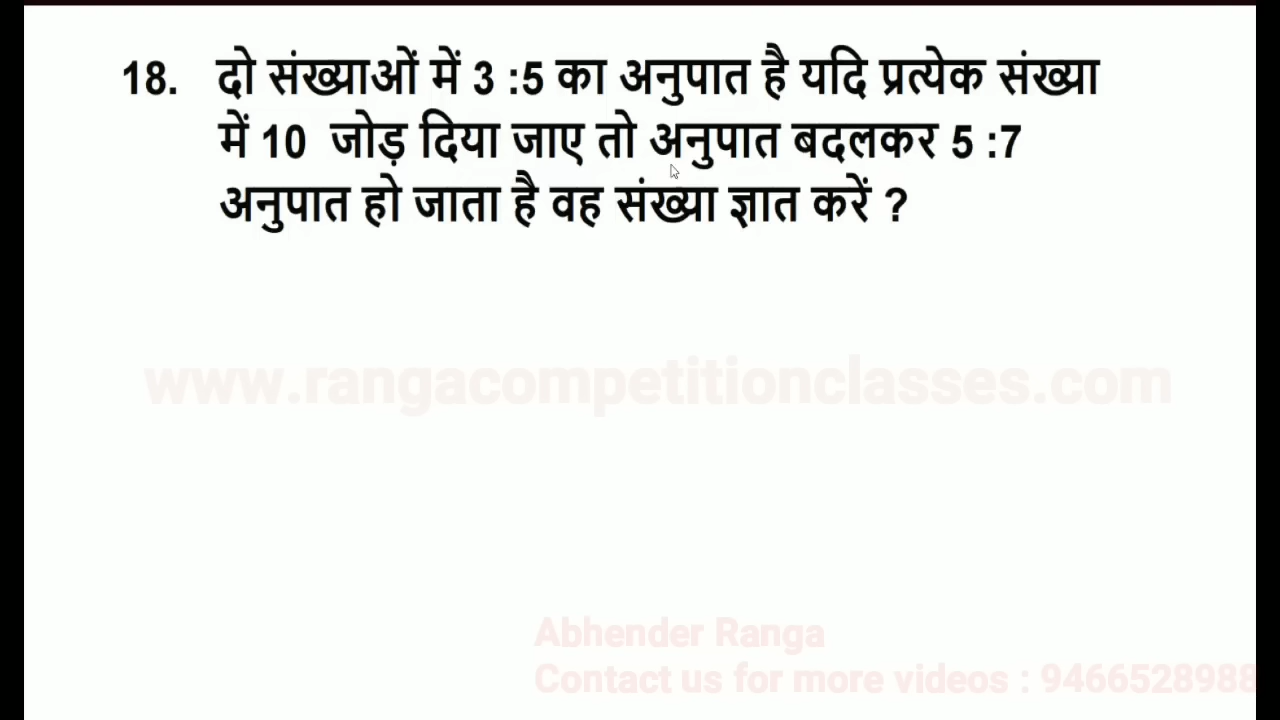 18. दो संख्याओं में 3 :5 का अनुपात है यदि प्रत्येक संख्या
में 10 जोड़ दिया जाए तो अनुपात बदलकर 5 :7
अनुपात हो जाता है वह संख्या ज्ञात करें ?
www.rangacompetitionclasses.com
Abhender Ranga
Contact us for more videos : 9466528988